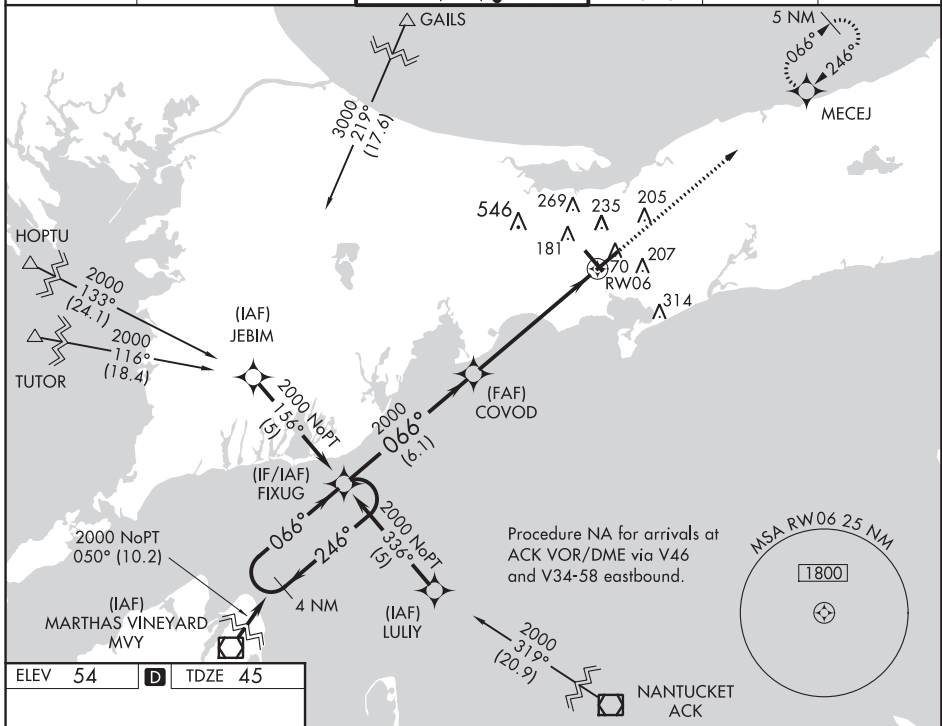 GAILS
5 NM
066°
246°
MECEJ
3000
219°
(17.6)
546
269
235
205
181
70
207
RW06
314
HOPTU
2000
133°
(24.1)
TUTOR
2000
116°
(18.4)
(IAF)
JEBIM
2000 NoPT
156°
(5)
(FAF)
COVOD
2000
066°
(6.1)
(IF/IAF)
FIXUG
066°
246°
4 NM
2000 NoPT
336°
(5)
(IAF)
LULIY
2000 NoPT
050° (10.2)
(IAF)
MARTHAS VINEYARD
MVY
Procedure NA for arrivals at
ACK VOR/DME via V46
and V34-58 eastbound.
MSA RW06 25 NM
1800
2000
319°
(20.9)
NANTUCKET
ACK
ELEV 54 D TDZE 45